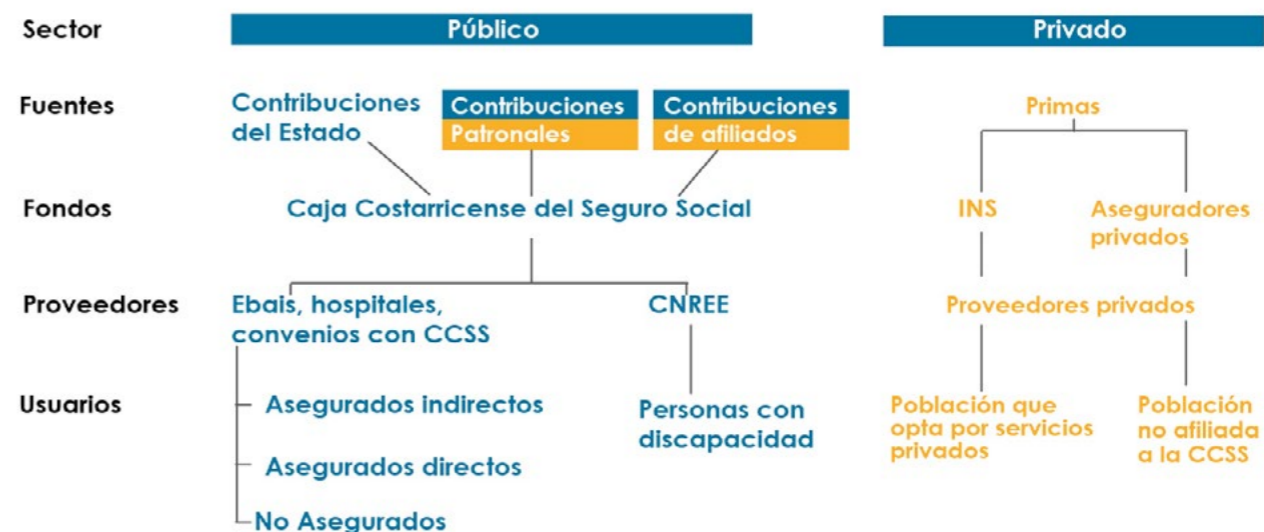 Sector
Público
Privado
Fuentes
Contribuciones
del Estado
Contribuciones
Patronales
Contribuciones
de afiliados
Primas
Fondos
Caja Costarricense del Seguro Social
INS
Aseguradores
privados
Proveedores
Ebais, hospitales,
convenios con CCSS
CNREE
Proveedores privados
Usuarios
Asegurados indirectos
Asegurados directos
No Asegurados
Personas con
discapacidad
Población que
opta por servicios
privados
Población
no afiliada
a la CCSS